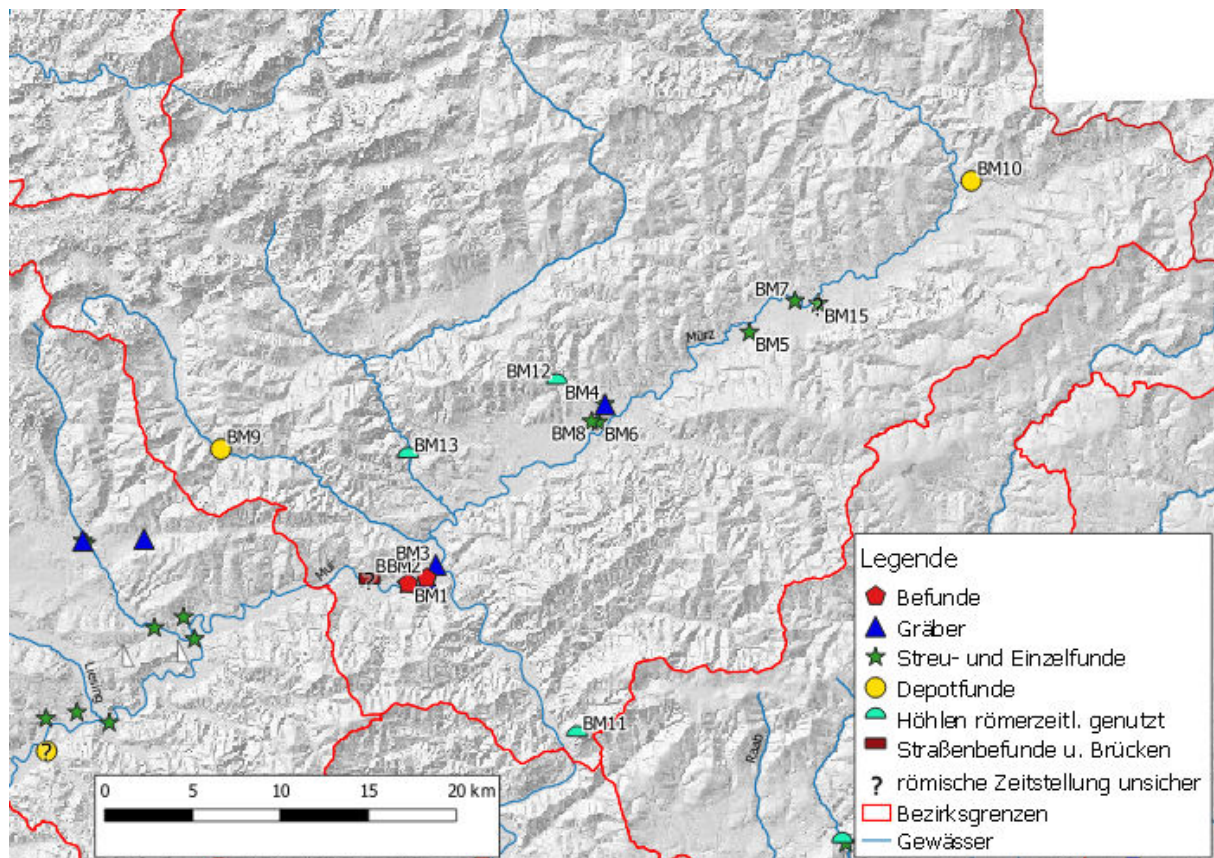 BM10
BM7
BM15
Mürz
BM5
BM12
BM4
BM8
BM6
BM9
BM13
BM3
BBM2
?
BM1
Mur
Liesing
?
BM11
Raab
0 5 10 15 20 km
Legende
Befunde
Gräber
Streu- und Einzelfunde
Depotfunde
Höhlen römerzeitl. genutzt
Straßenbefunde u. Brücken
? römische Zeitstellung unsicher
Bezirksgrenzen
Gewässer